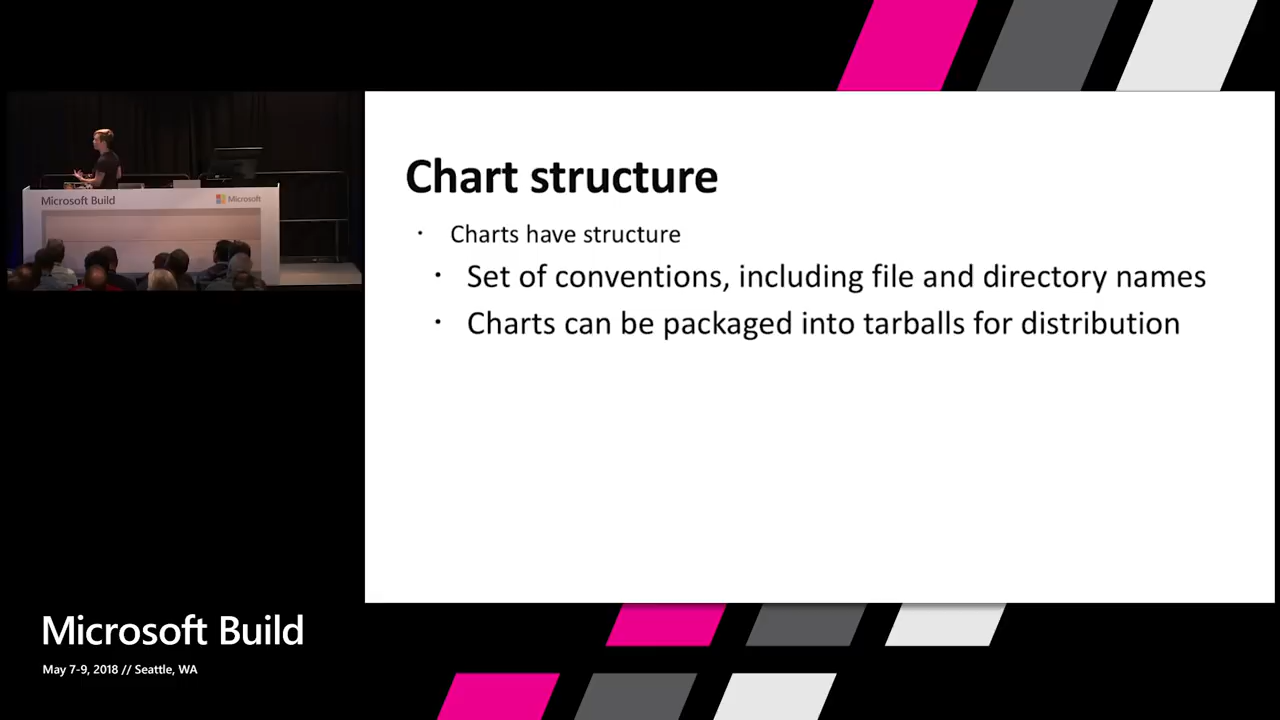 Microsoft Build
Microsoft
Chart structure
· Charts have structure
· Set of conventions, including file and directory names
· Charts can be packaged into tarballs for distribution
Microsoft Build
May 7-9, 2018 // Seattle, WA